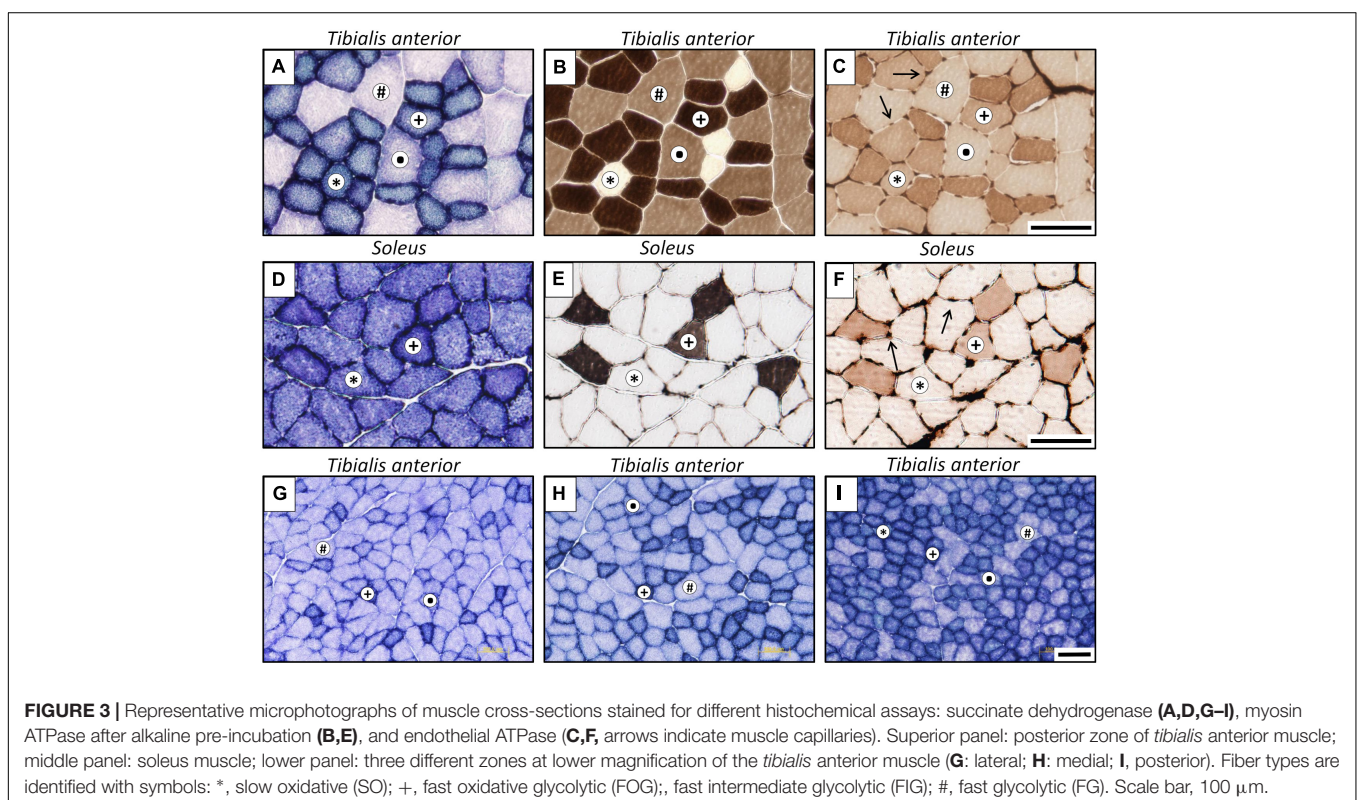 Tibialis anterior Tibialis anterior Tibialis anterior
A # + • *
B # + • *
C # + • *
Soleus Soleus Soleus
D + *
E + *
F + *
Tibialis anterior Tibialis anterior Tibialis anterior
G # + •
H • + #
I * + # •
FIGURE 3 | Representative microphotographs of muscle cross-sections stained for different histochemical assays: succinate dehydrogenase (A,D,G–I), myosin
ATPase after alkaline pre-incubation (B,E), and endothelial ATPase (C,F, arrows indicate muscle capillaries). Superior panel: posterior zone of tibialis anterior muscle;
middle panel: soleus muscle; lower panel: three different zones at lower magnification of the tibialis anterior muscle (G: lateral; H: medial; I, posterior). Fiber types are
identified with symbols: *, slow oxidative (SO); +, fast oxidative glycolytic (FOG);, fast intermediate glycolytic (FIG); #, fast glycolytic (FG). Scale bar, 100 μm.